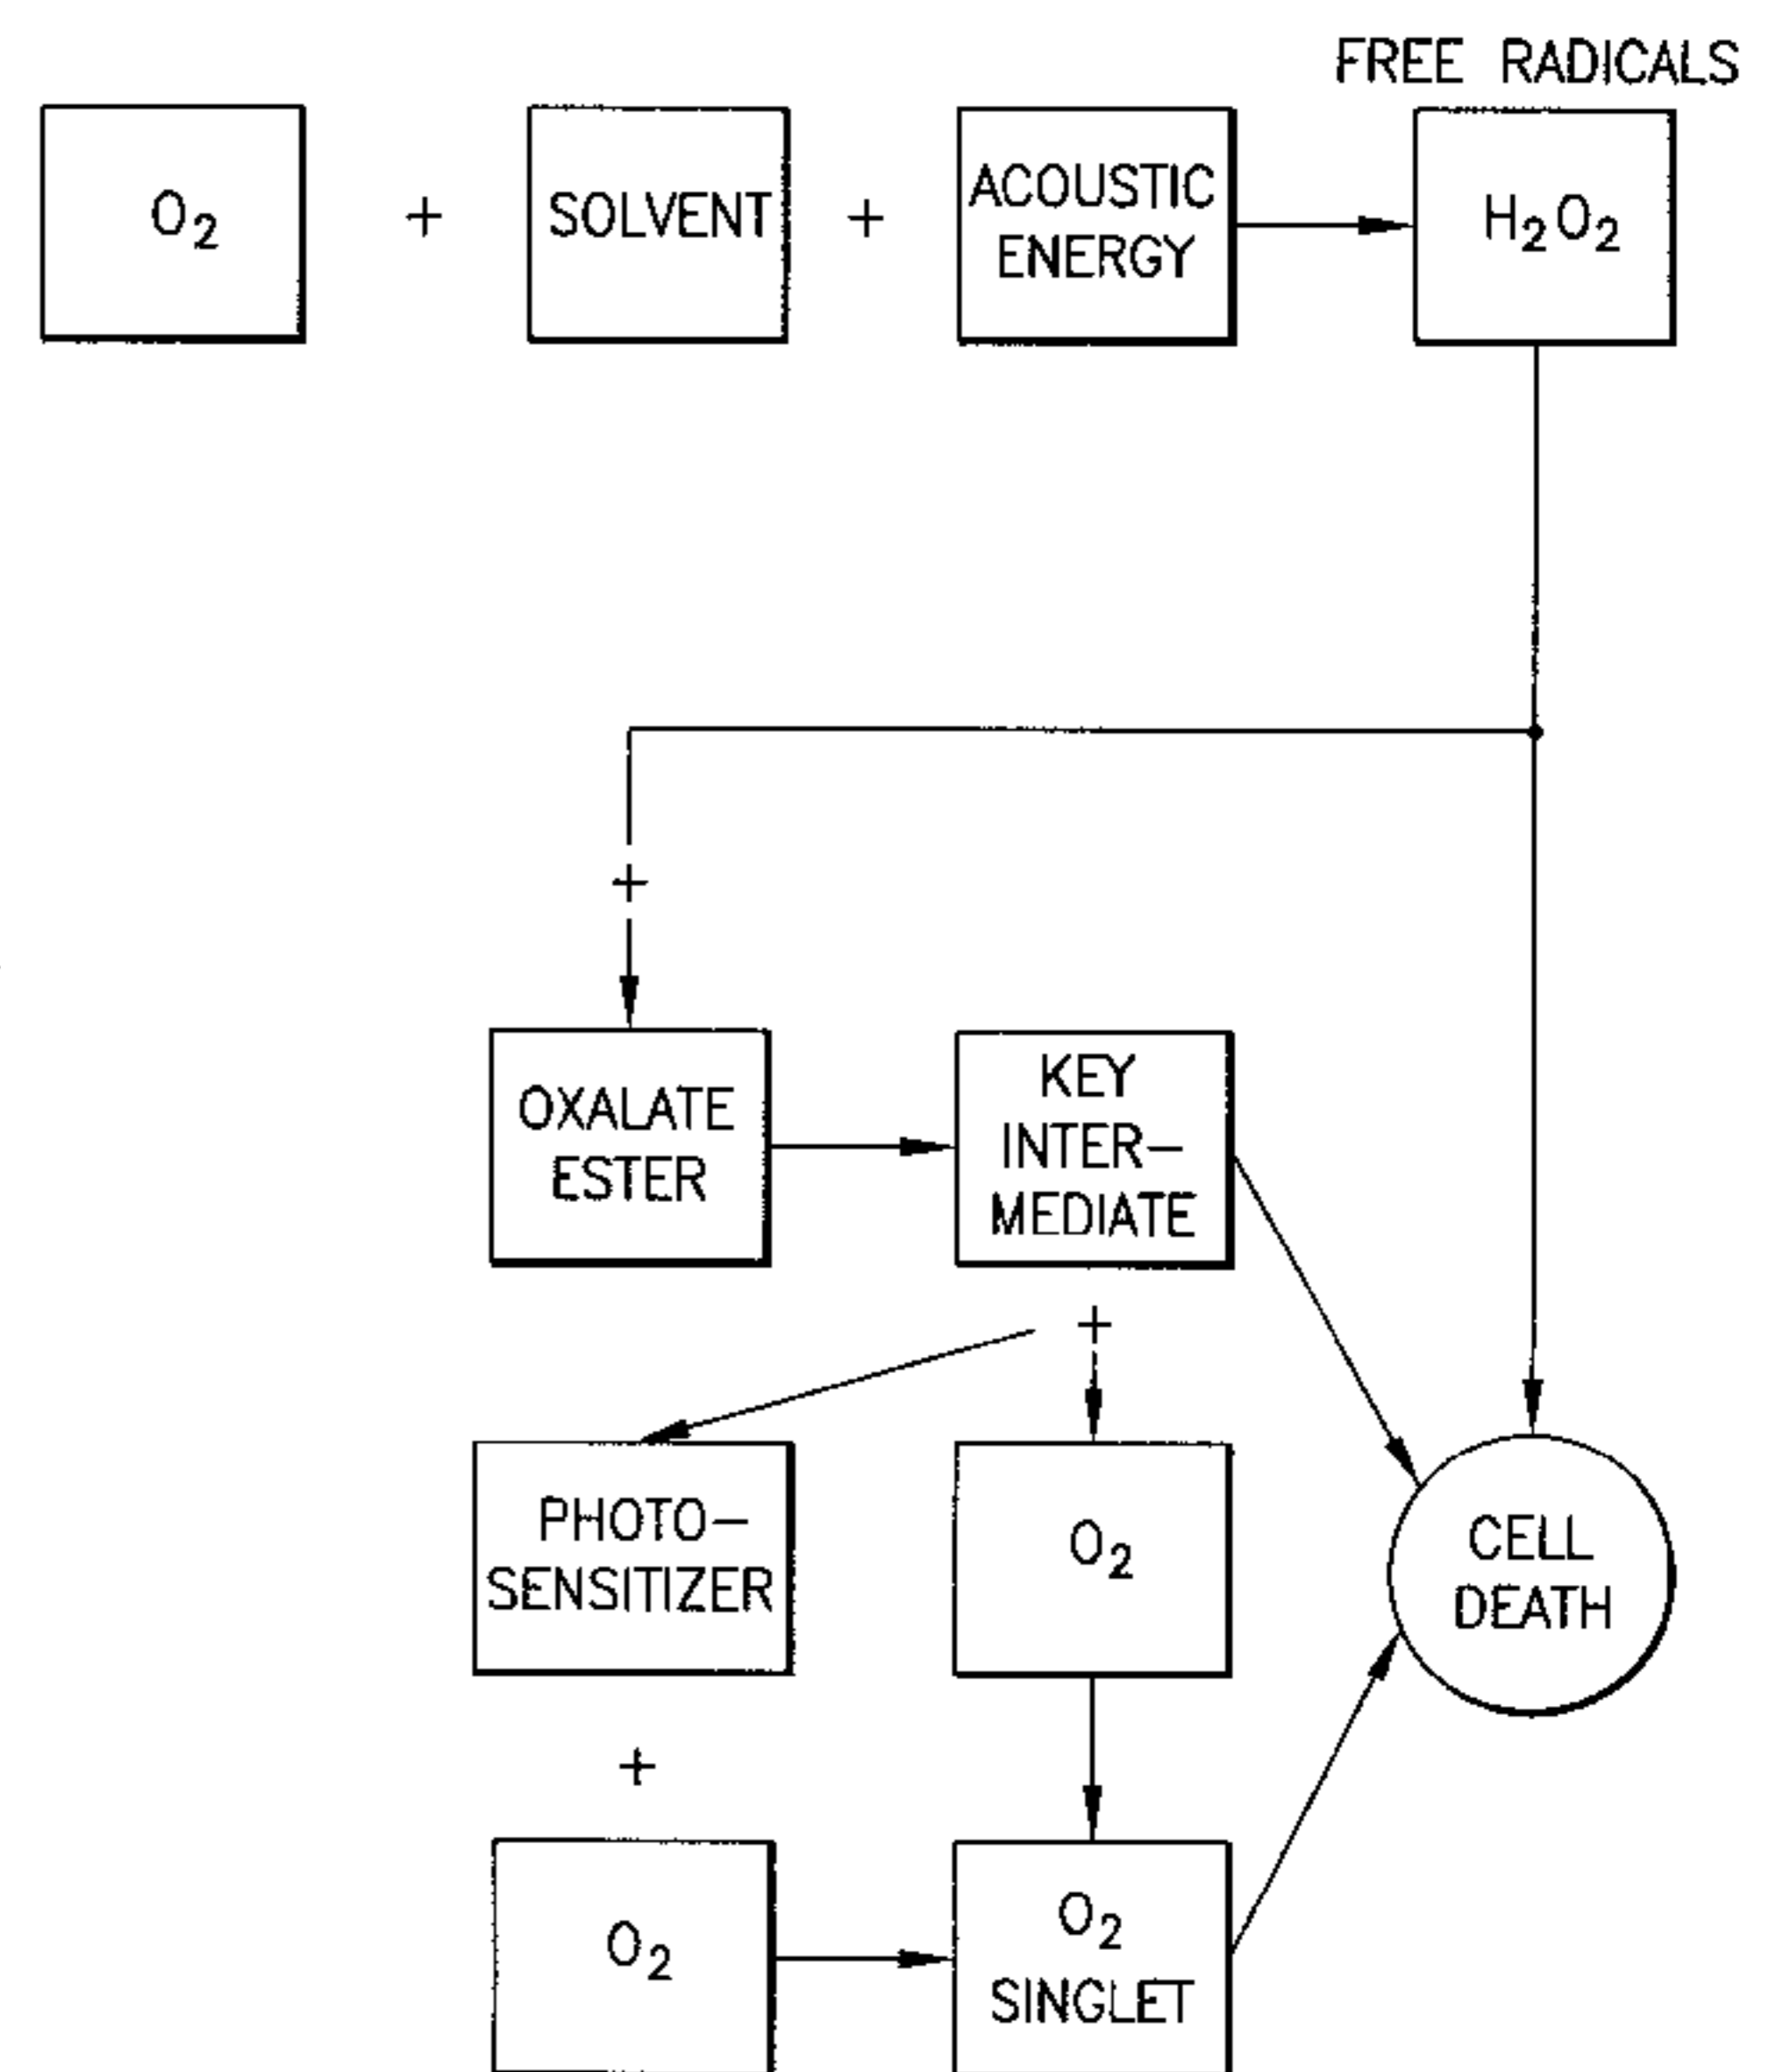 FREE RADICALS
O₂ + SOLVENT + ACOUSTIC ENERGY H₂O₂
+
OXALATE
ESTER
KEY
INTER-
MEDIATE
+
PHOTO-
SENSITIZER
O₂
CELL
DEATH
+
O₂
O₂
SINGLET